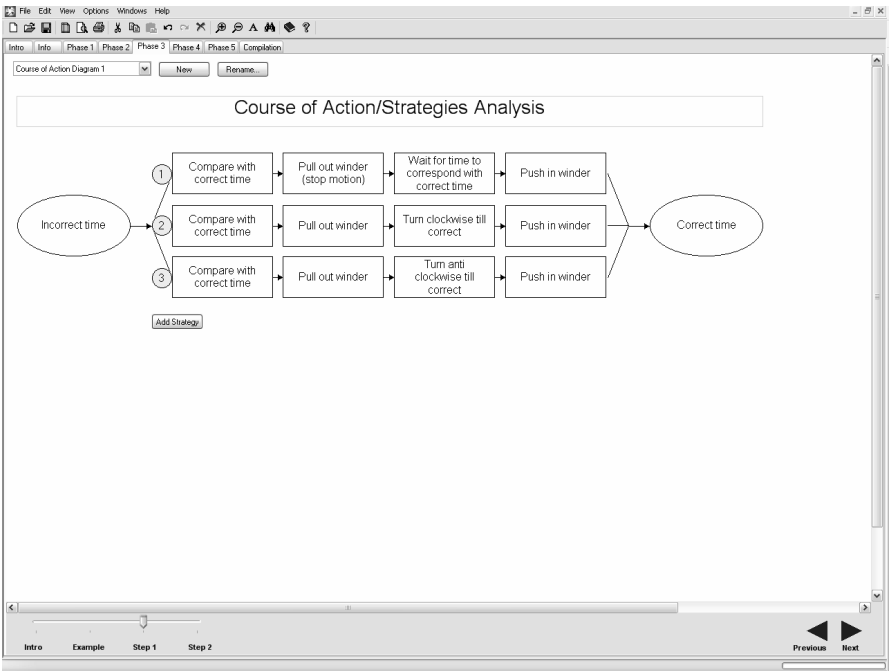 File Edit View Options Windows Help
Intro Info Phase 1 Phase 2 Phase 3 Phase 4 Phase 5 Compilation
Course of Action Diagram 1 New Rename...
Course of Action/Strategies Analysis
Incorrect time
1
Compare with
correct time
Pull out winder
(stop motion)
Wait for time to
correspond with
correct time
Push in winder
2
Compare with
correct time
Pull out winder
Turn clockwise till
correct
Push in winder
3
Compare with
correct time
Pull out winder
Turn anti
clockwise till
correct
Push in winder
Correct time
Add Strategy
Intro Example Step 1 Step 2
Previous Next